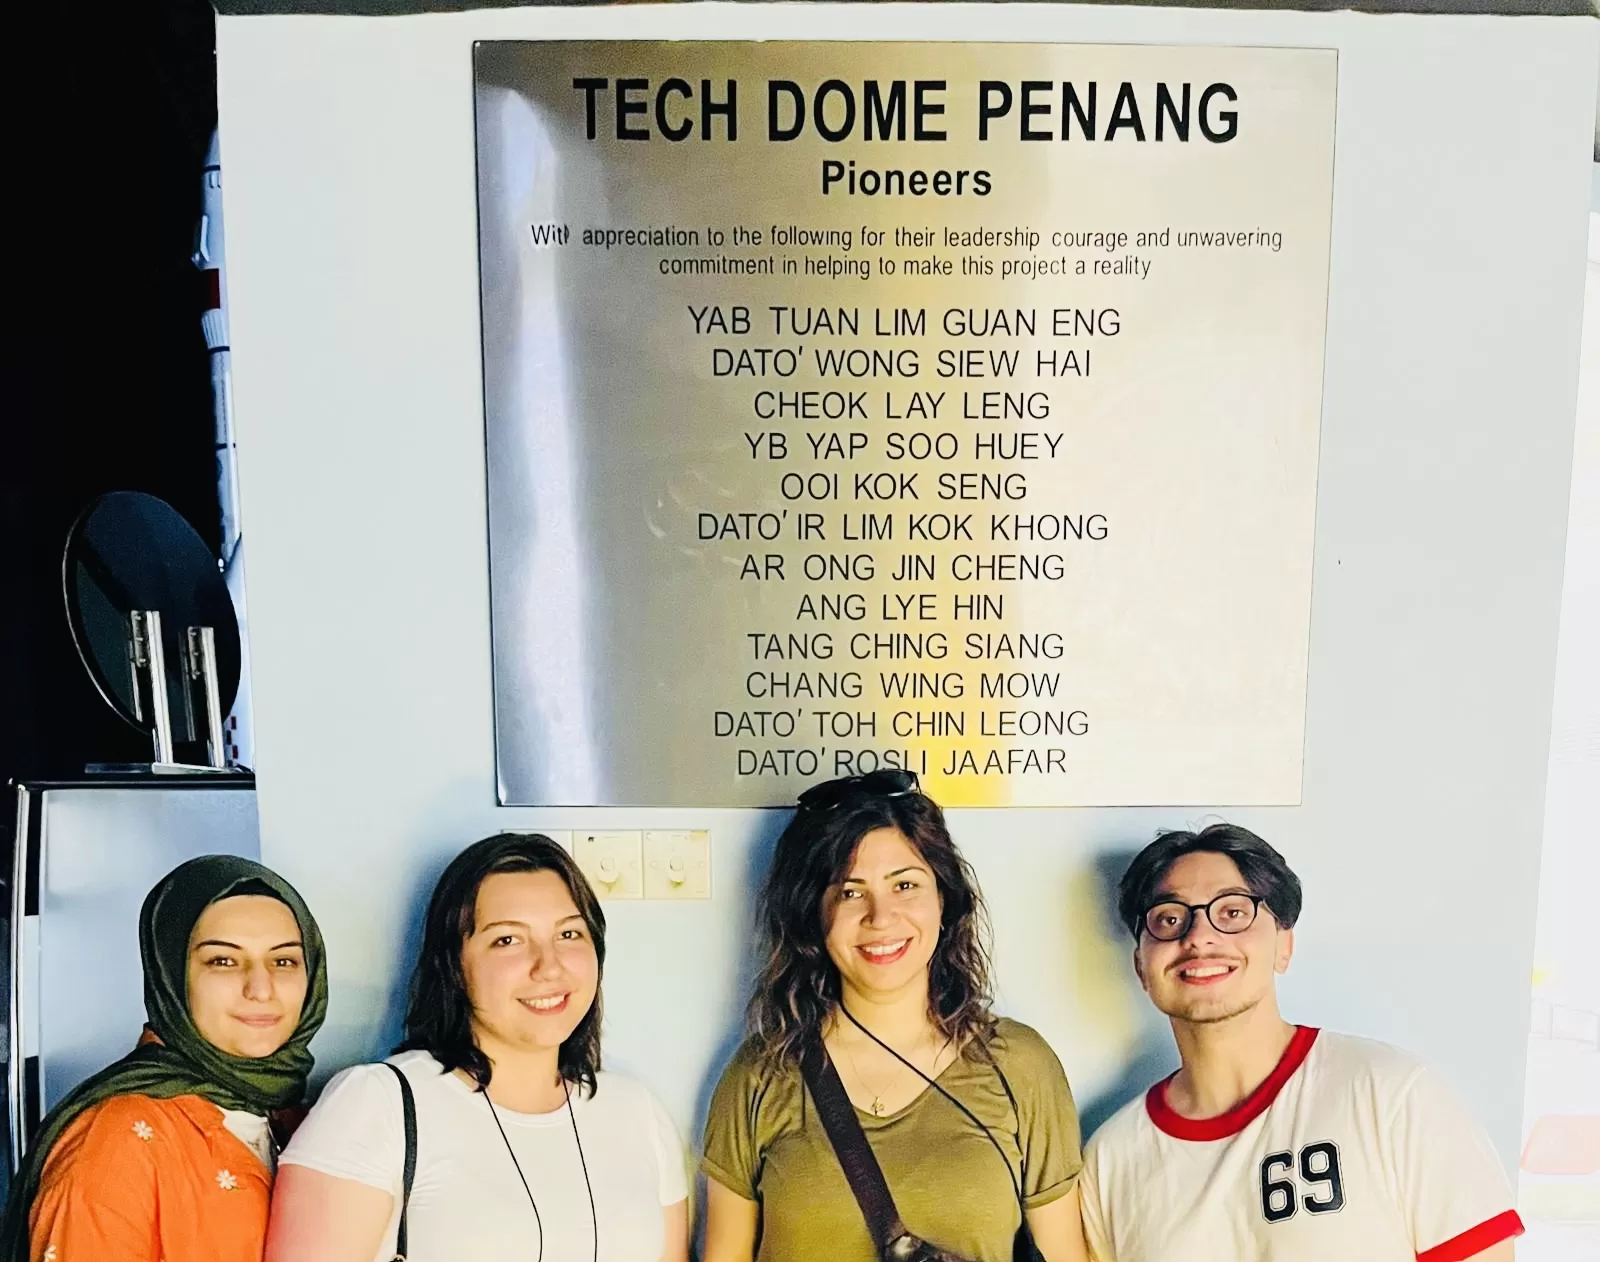 TECH DOME PENANG
Pioneers
With appreciation to the following for their leadership courage and unwavering
commitment in helping to make this project a reality
YAB TUAN LIM GUAN ENG
DATO' WONG SIEW HAI
CHEOK LAY LENG
YB YAP SOO HUEY
OOI KOK SENG
DATO' IR LIM KOK KHONG
AR ONG JIN CHENG
ANG LYE HIN
TANG CHING SIANG
CHANG WING MOW
DATO' TOH CHIN LEONG
DATO' ROSLI JAAFAR
69